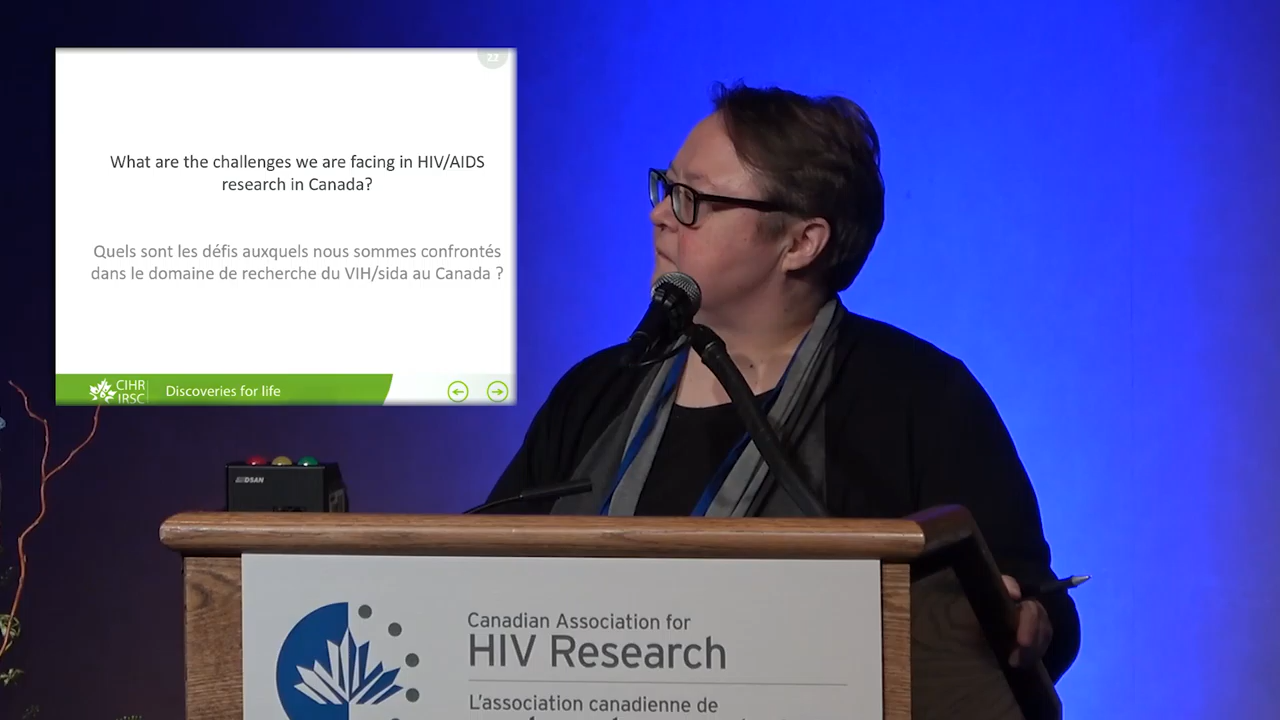 22
What are the challenges we are facing in HIV/AIDS
research in Canada?
Quels sont les défis auxquels nous sommes confrontés
dans le domaine de recherche du VIH/sida au Canada ?
CIHR
IRSC
Discoveries for life
DSAN
Canadian Association for
HIV Research
L'association canadienne de